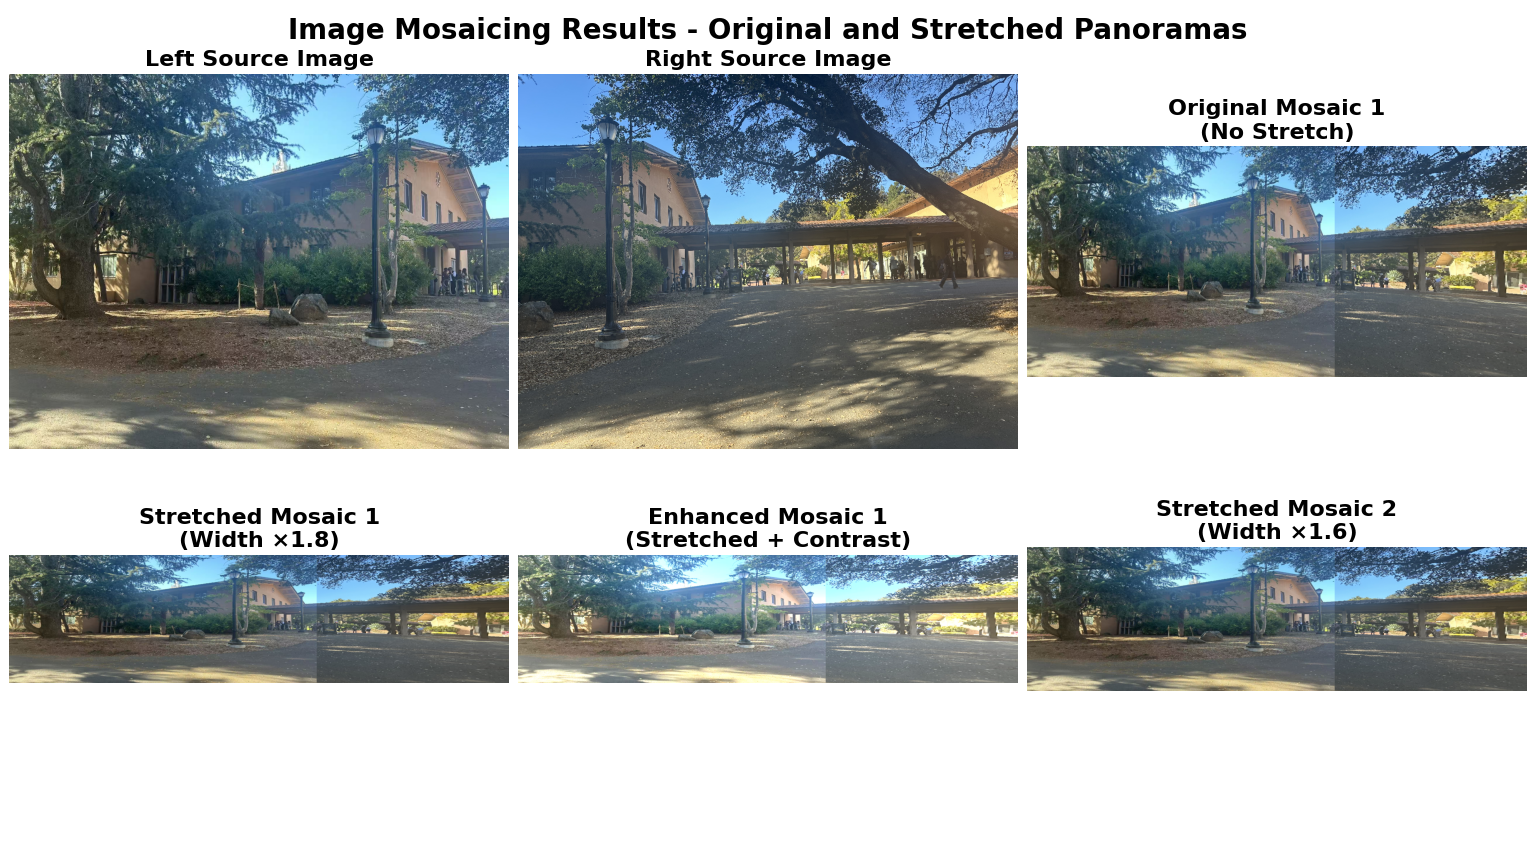 Image Mosaicing Results - Original and Stretched Panoramas
Left Source Image
Right Source Image
Original Mosaic 1
(No Stretch)
Stretched Mosaic 1
(Width ×1.8)
Enhanced Mosaic 1
(Stretched + Contrast)
Stretched Mosaic 2
(Width ×1.6)